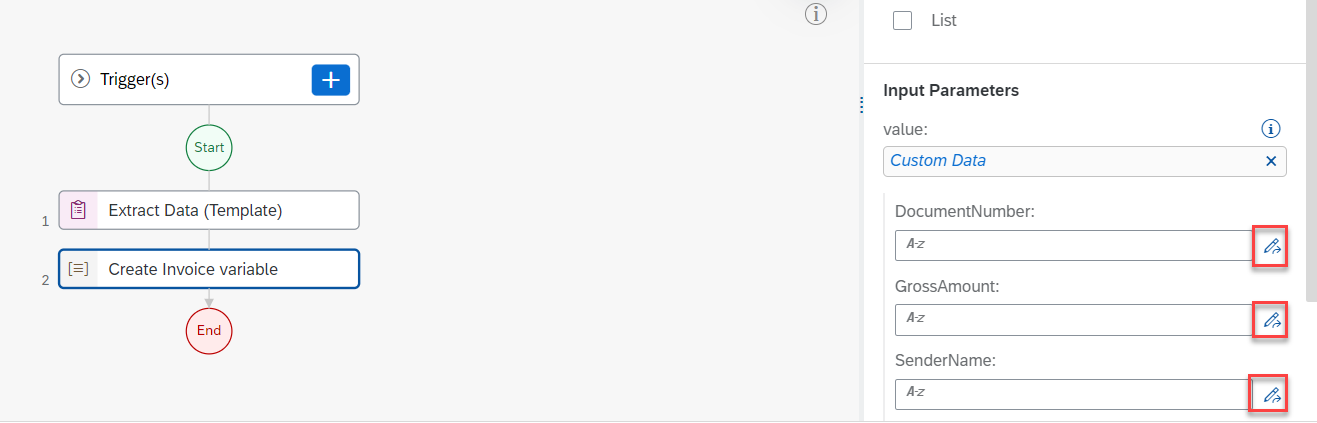 Trigger(s)
Start
1
Extract Data (Template)
2
Create Invoice variable
End
List
Input Parameters
value:
Custom Data
DocumentNumber:
A-z
GrossAmount:
A-z
SenderName:
A-z